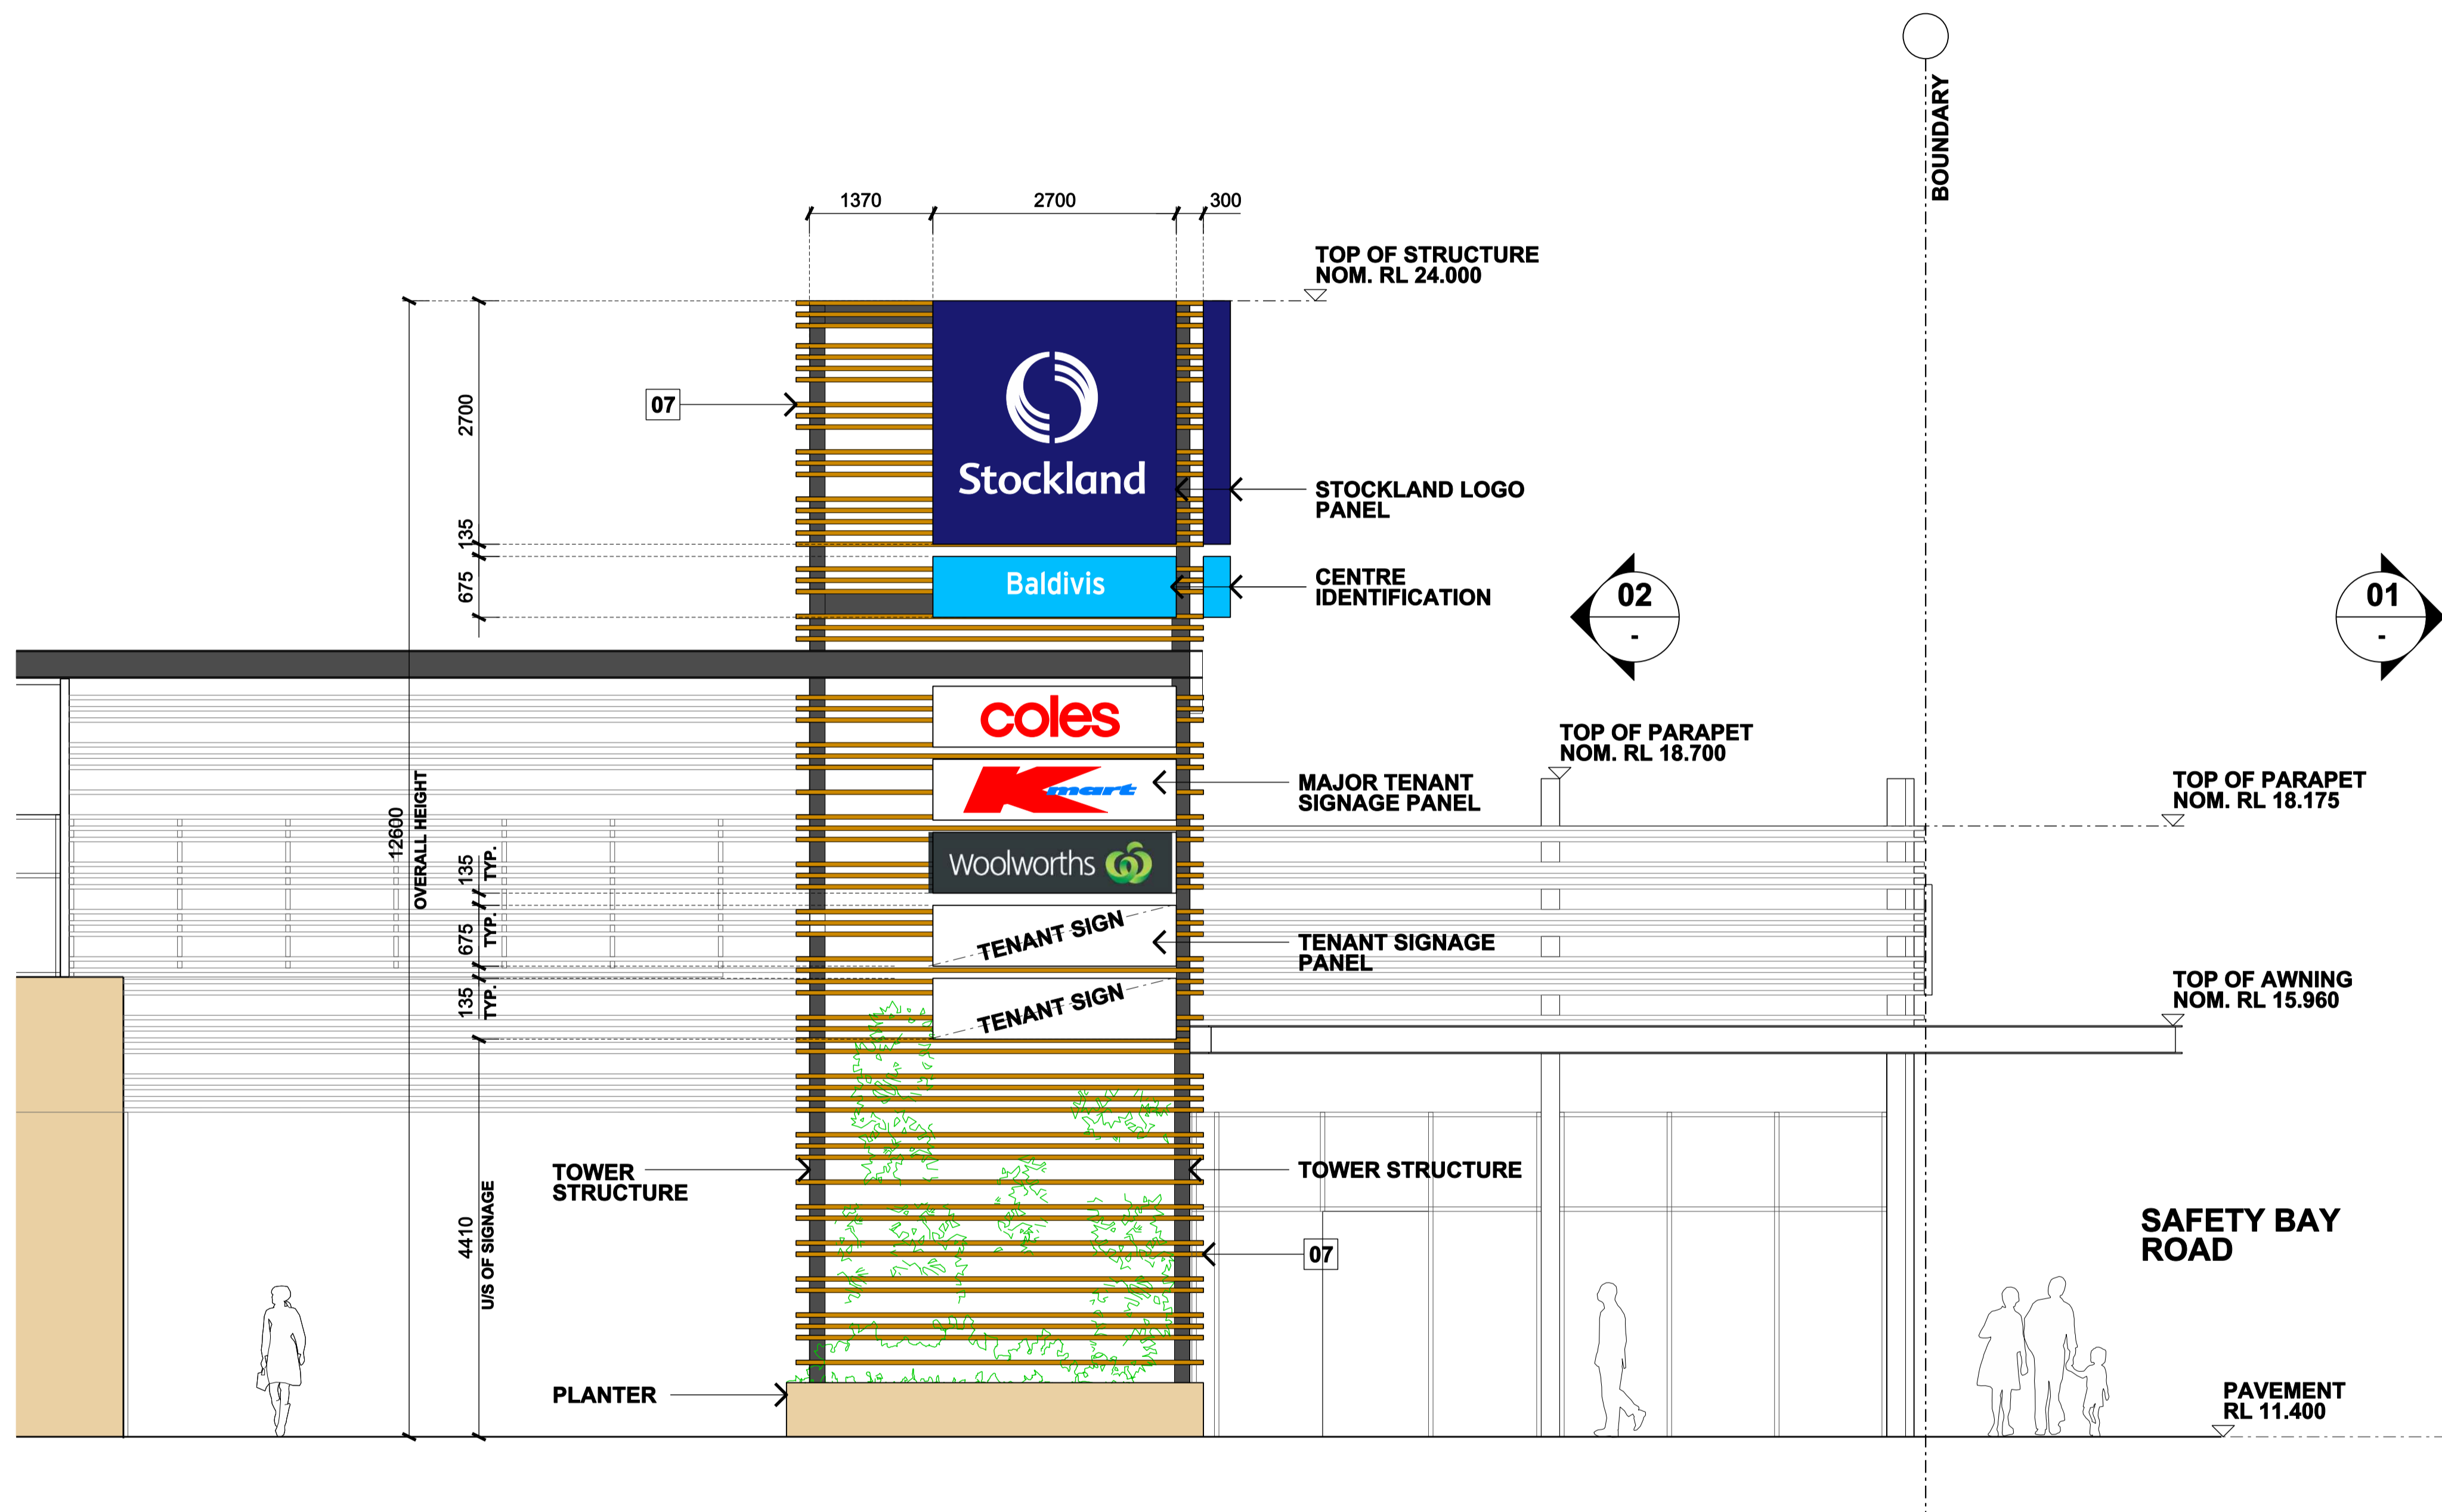 BOUNDARY
1370
2700
300
TOP OF STRUCTURE
NOM. RL 24.000
2700
07
Stockland
STOCKLAND LOGO
PANEL
135
675
Baldivis
CENTRE
IDENTIFICATION
02
-
01
-
coles
TOP OF PARAPET
NOM. RL 18.700
Kmart
MAJOR TENANT
SIGNAGE PANEL
TOP OF PARAPET
NOM. RL 18.175
12600
OVERALL HEIGHT
135
TYP.
Woolworths
675
TYP.
TENANT SIGN
TENANT SIGNAGE
PANEL
135
TYP.
TENANT SIGN
TOP OF AWNING
NOM. RL 15.960
TOWER
STRUCTURE
TOWER STRUCTURE
4410
U/S OF SIGNAGE
07
SAFETY BAY
ROAD
PLANTER
PAVEMENT
RL 11.400